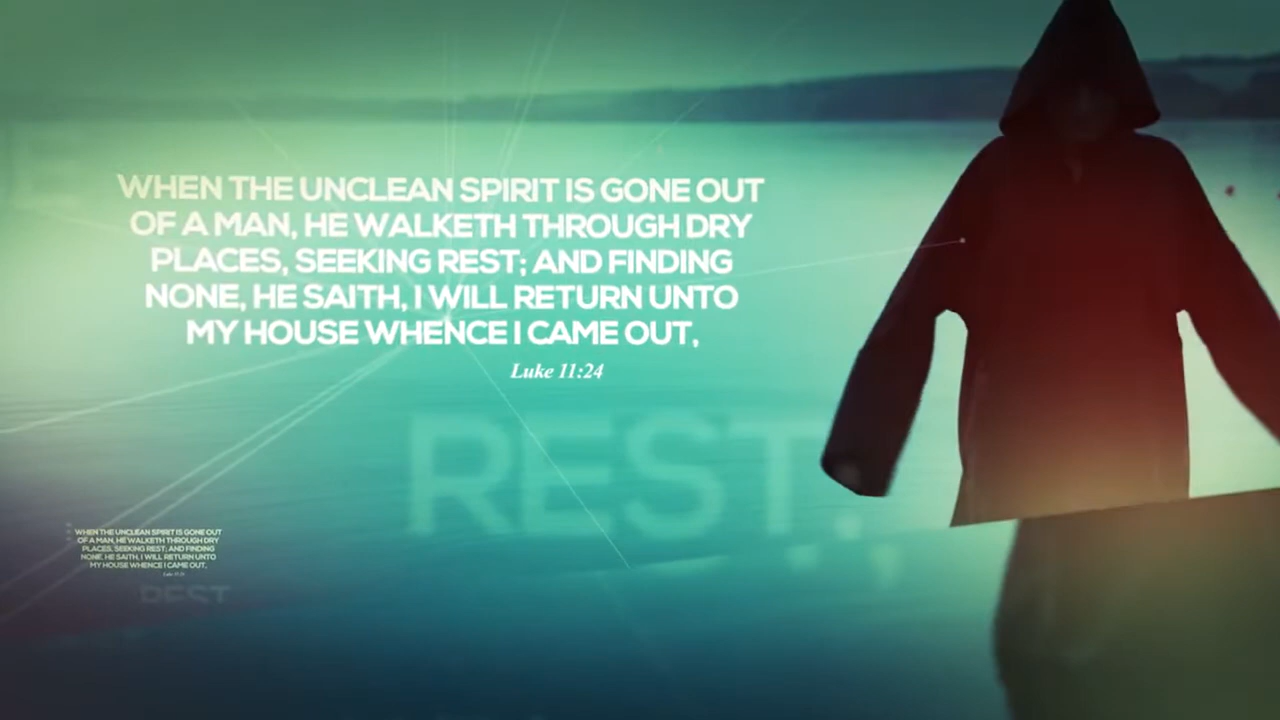 WHEN THE UNCLEAN SPIRIT IS GONE OUT
OF A MAN, HE WALKETH THROUGH DRY
PLACES, SEEKING REST; AND FINDING
NONE, HE SAITH, I WILL RETURN UNTO
MY HOUSE WHENCE I CAME OUT,
Luke 11:24
REST.
WHEN THE UNCLEAN SPIRIT IS GONE OUT
OF A MAN, HE WALKETH THROUGH DRY
PLACES, SEEKING REST; AND FINDING
NONE, HE SAITH, I WILL RETURN UNTO
MY HOUSE WHENCE I CAME OUT,
Luke 11:24
REST